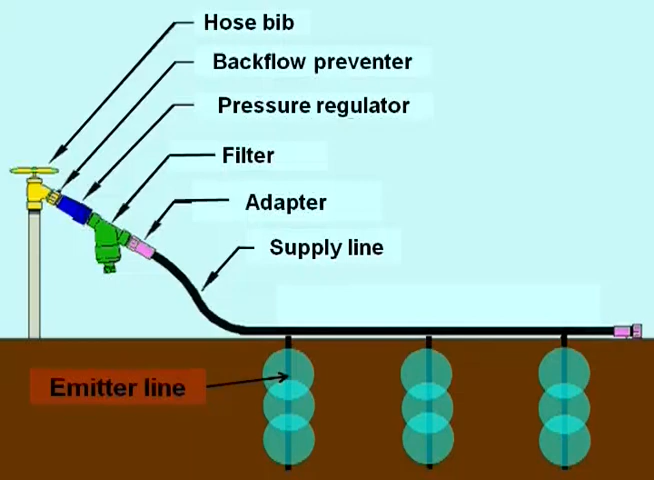 Hose bib
Backflow preventer
Pressure regulator
Filter
Adapter
Supply line
Emitter line